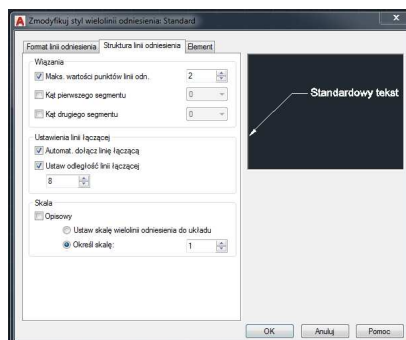 Zmodyfikuj styl wielolinii odniesienia: Standard
Format linii odniesienia Struktura linii odniesienia Element
Wiązania
Maks. wartości punktów linii odn. 2
Kąt pierwszego segmentu 0
Kąt drugiego segmentu 0
Ustawienia linii łączącej
Automat. dołącz linię łączącą
Ustaw odległość linii łączącej
8
Skala
Opisowy
Ustaw skalę wielolinii odniesienia do układu
Określ skalę: 1
Standardowy tekst
OK Anuluj Pomoc